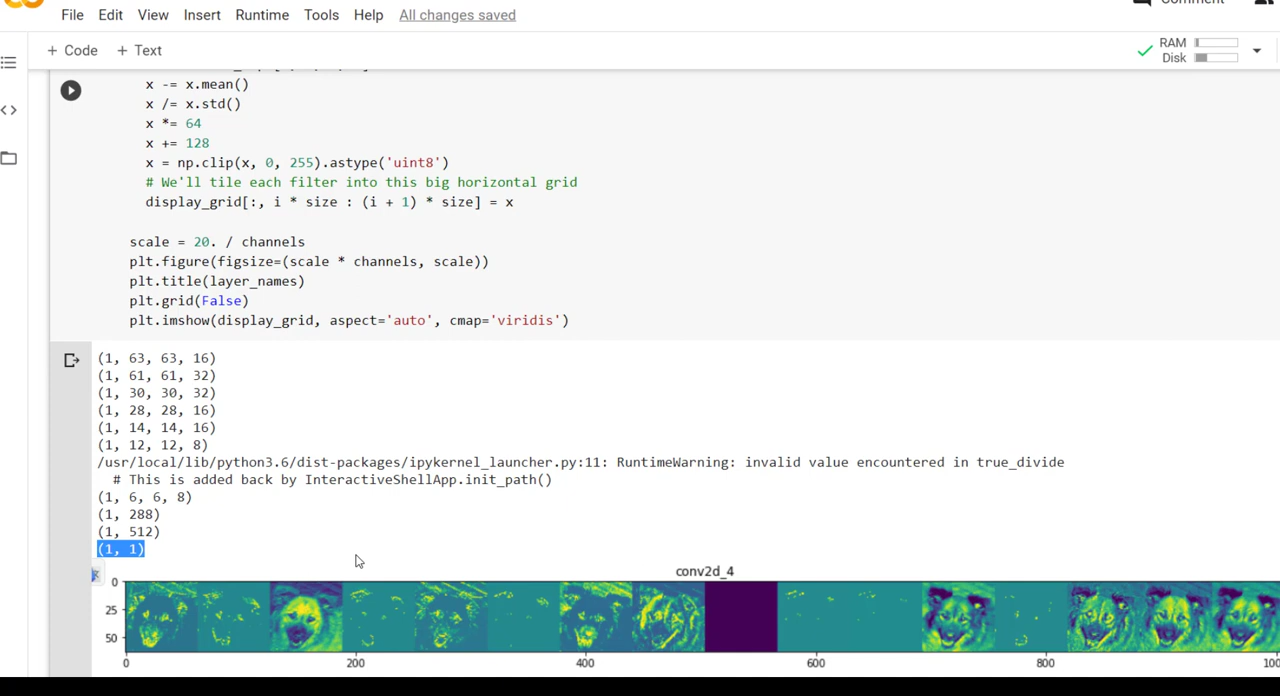 Comment
File Edit View Insert Runtime Tools Help All changes saved
+ Code + Text
RAM
Disk
x -= x.mean()
x /= x.std()
x *= 64
x += 128
x = np.clip(x, 0, 255).astype('uint8')
# We'll tile each filter into this big horizontal grid
display_grid[:, i * size : (i + 1) * size] = x
scale = 20. / channels
plt.figure(figsize=(scale * channels, scale))
plt.title(layer_names)
plt.grid(False)
plt.imshow(display_grid, aspect='auto', cmap='viridis')
(1, 63, 63, 16)
(1, 61, 61, 32)
(1, 30, 30, 32)
(1, 28, 28, 16)
(1, 14, 14, 16)
(1, 12, 12, 8)
/usr/local/lib/python3.6/dist-packages/ipykernel_launcher.py:11: RuntimeWarning: invalid value encountered in true_divide
# This is added back by InteractiveShellApp.init_path()
(1, 6, 6, 8)
(1, 288)
(1, 512)
(1, 1)
conv2d_4
0
25
50
0 200 400 600 800